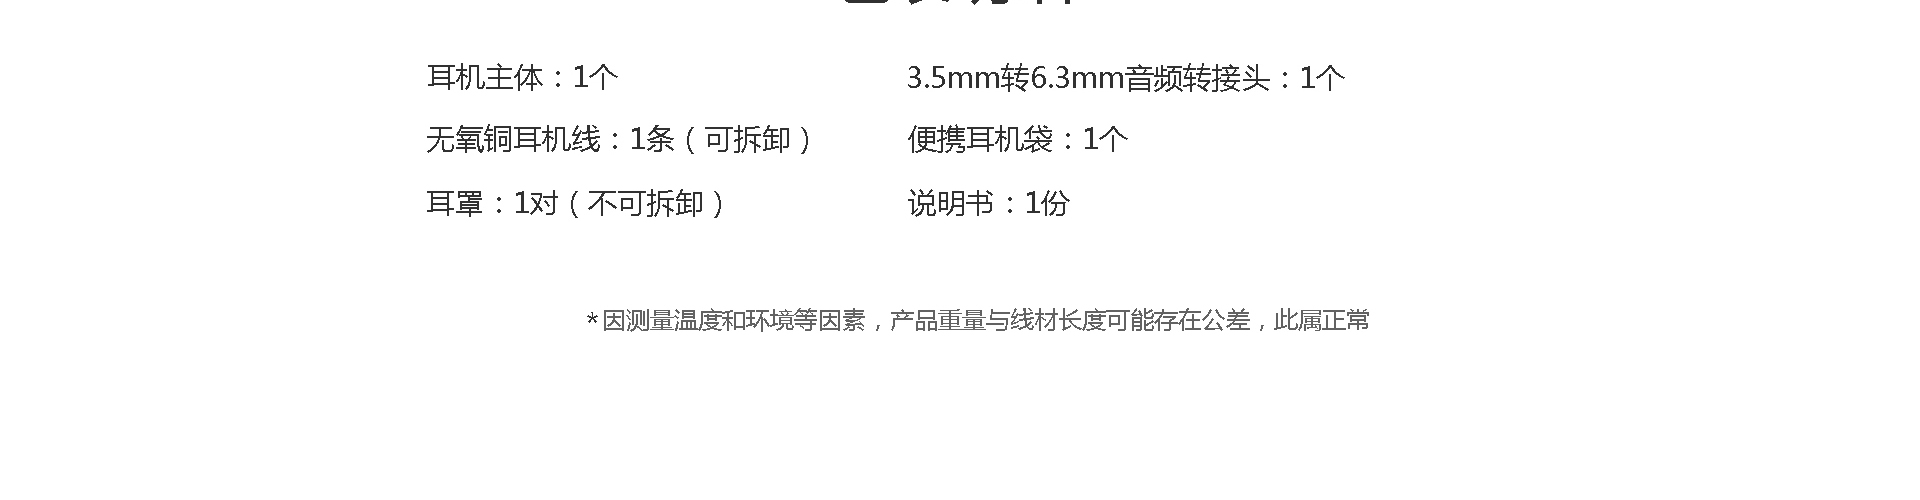 耳机主体：1个
3.5mm转6.3mm音频转接头：1个
无氧铜耳机线：1条（可拆卸）
便携耳机袋：1个
耳罩：1对（不可拆卸）
说明书：1份
*因测量温度和环境等因素，产品重量与线材长度可能存在公差，此属正常